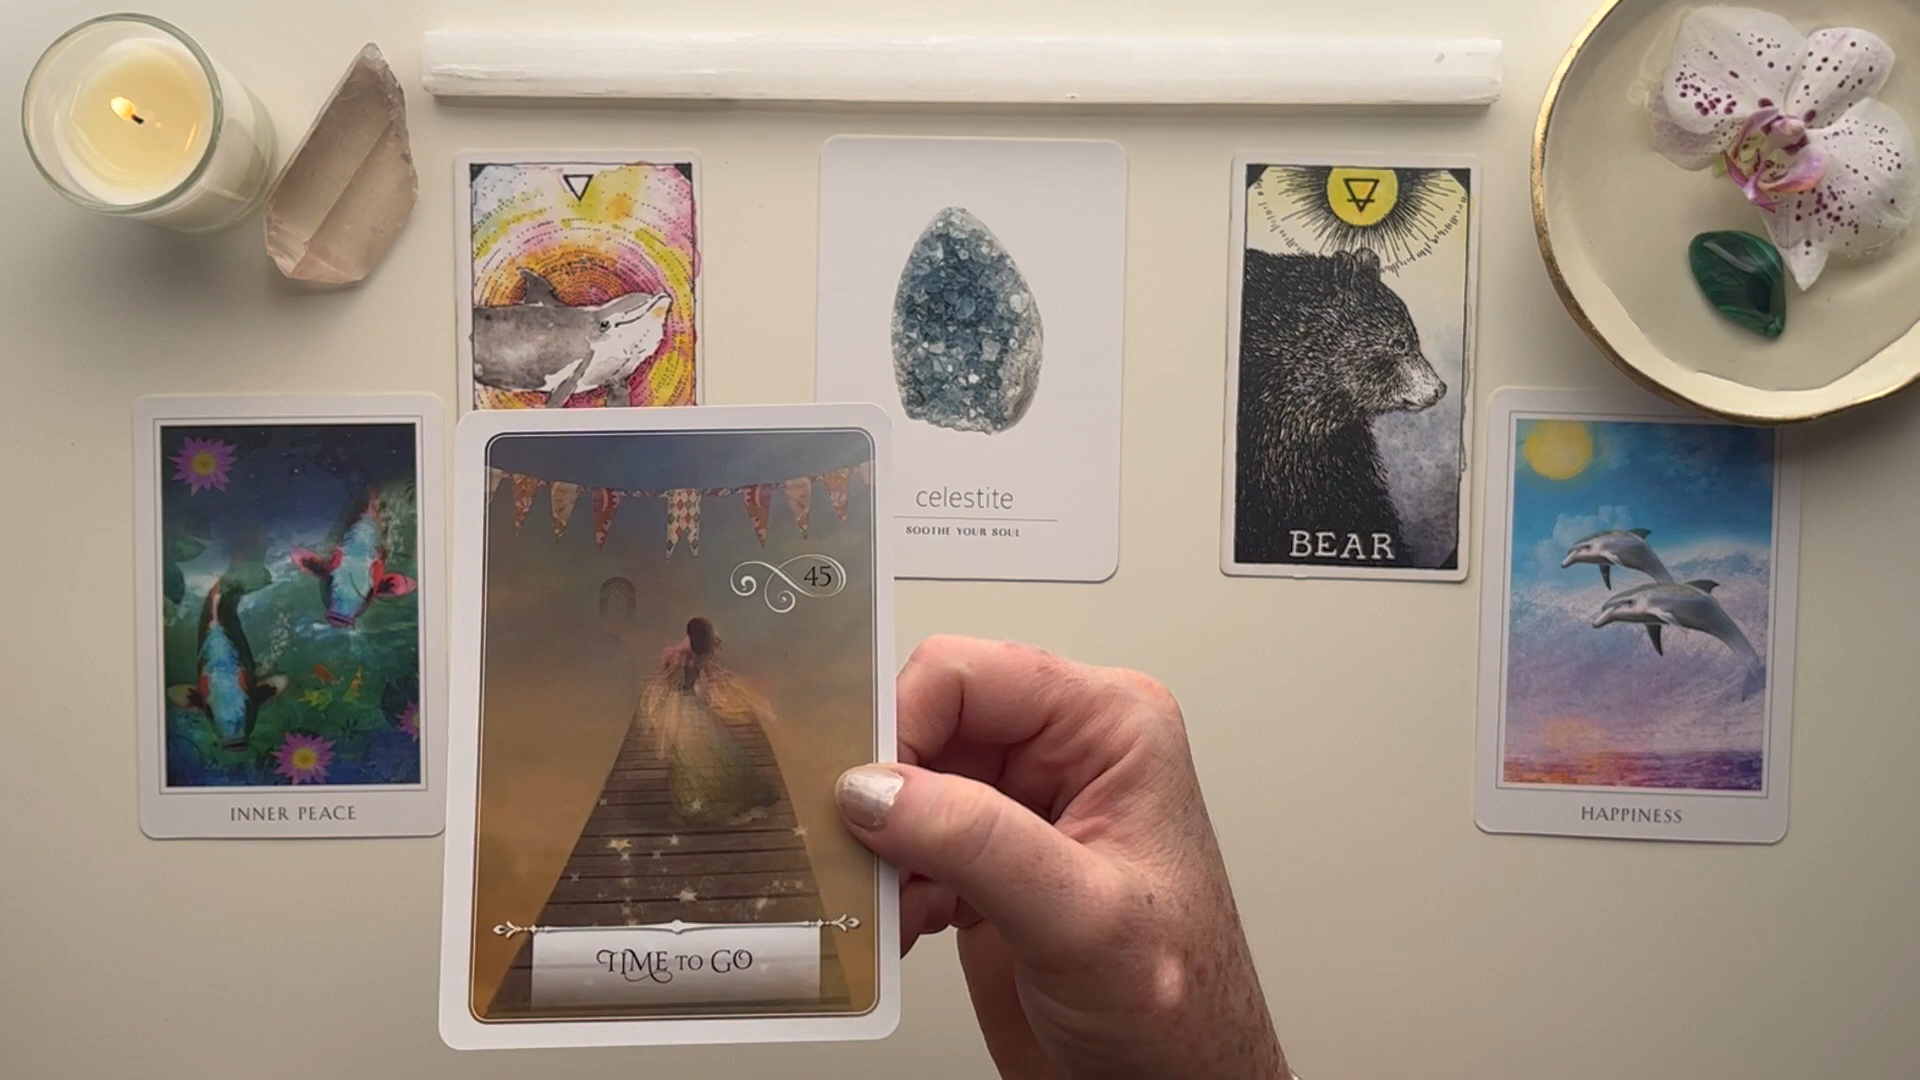 celestite
SOOTHE YOUR SOUL
BEAR
INNER PEACE
45
TIME TO GO
HAPPINESS